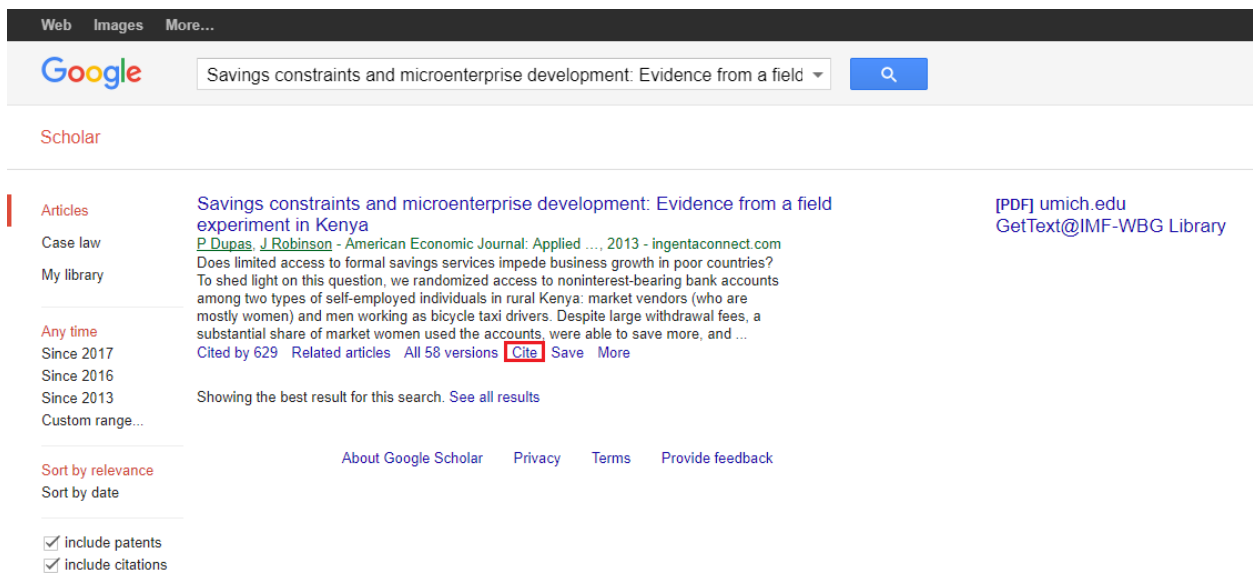 Web Images More...
Google
Savings constraints and microenterprise development: Evidence from a field
Scholar
Articles
Case law
My library
Any time
Since 2017
Since 2016
Since 2013
Custom range...
Sort by relevance
Sort by date
include patents
include citations
Savings constraints and microenterprise development: Evidence from a field
experiment in Kenya
P Dupas, J Robinson - American Economic Journal: Applied …, 2013 - ingentaconnect.com
Does limited access to formal savings services impede business growth in poor countries?
To shed light on this question, we randomized access to noninterest-bearing bank accounts
among two types of self-employed individuals in rural Kenya: market vendors (who are
mostly women) and men working as bicycle taxi drivers. Despite large withdrawal fees, a
substantial share of market women used the accounts, were able to save more, and ...
Cited by 629 Related articles All 58 versions Cite Save More
Showing the best result for this search. See all results
[PDF] umich.edu
GetText@IMF-WBG Library
About Google Scholar Privacy Terms Provide feedback